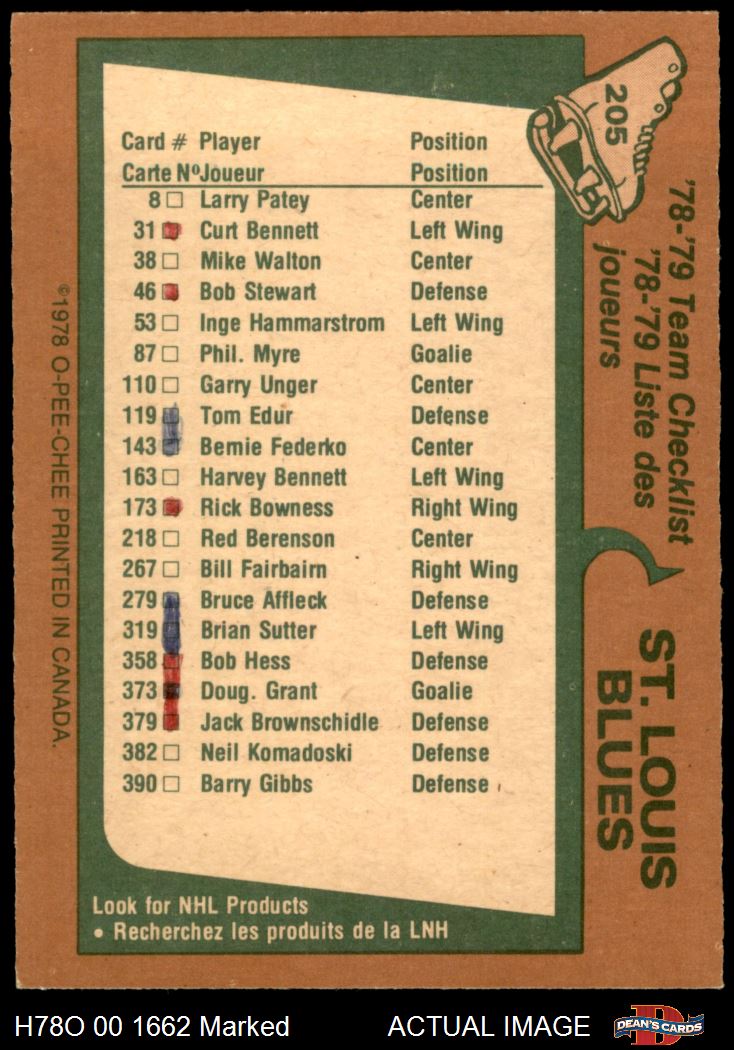 Card # Player Position
Carte Nº Joueur Position
8 Larry Patey Center
31 Curt Bennett Left Wing
38 Mike Walton Center
46 Bob Stewart Defense
53 Inge Hammarstrom Left Wing
87 Phil. Myre Goalie
110 Garry Unger Center
119 Tom Edur Defense
143 Bernie Federko Center
163 Harvey Bennett Left Wing
173 Rick Bowness Right Wing
218 Red Berenson Center
267 Bill Fairbairn Right Wing
279 Bruce Affleck Defense
319 Brian Sutter Left Wing
358 Bob Hess Defense
373 Doug. Grant Goalie
379 Jack Brownschidle Defense
382 Neil Komadoski Defense
390 Barry Gibbs Defense
Look for NHL Products
• Recherchez les produits de la LNH
205
'78-'79 Team Checklist
'78-'79 Liste des
joueurs
ST. LOUIS
BLUES
©1978 O-PEE-CHEE PRINTED IN CANADA.
H78O 00 1662 Marked ACTUAL IMAGE
D
DEAN'S CARDS